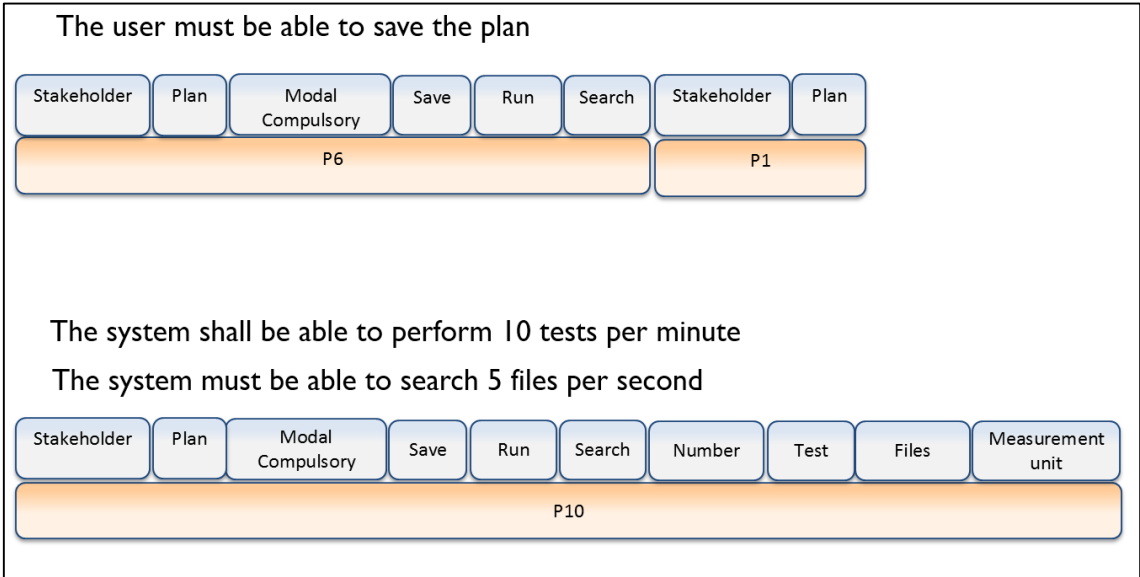 The user must be able to save the plan
Stakeholder Plan Modal Save Run Search Stakeholder Plan
Compulsory
P6 P1
The system shall be able to perform 10 tests per minute
The system must be able to search 5 files per second
Stakeholder Plan Modal Save Run Search Number Test Files Measurement
Compulsory unit
P10